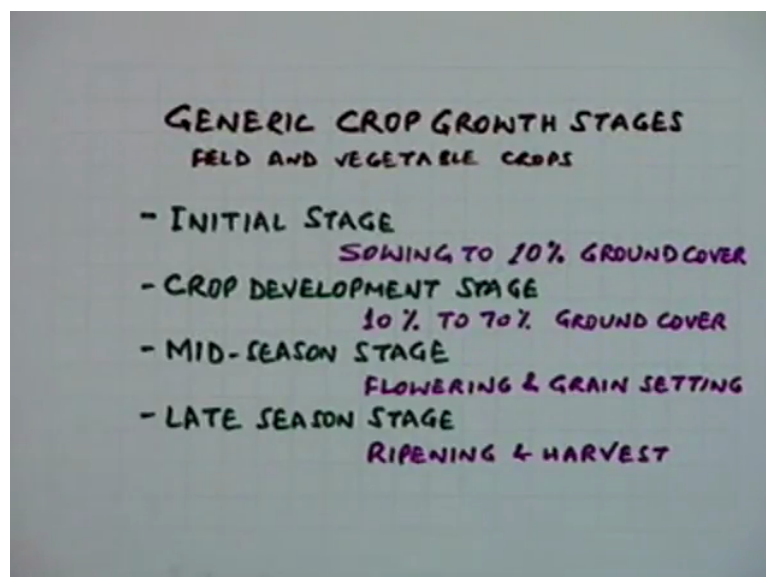 GENERIC CROP GROWTH STAGES
FIELD AND VEGETABLE CROPS
- INITIAL STAGE
SOWING TO 10% GROUND COVER
- CROP DEVELOPMENT STAGE
10% TO 70% GROUND COVER
- MID-SEASON STAGE
FLOWERING & GRAIN SETTING
- LATE SEASON STAGE
RIPENING & HARVEST